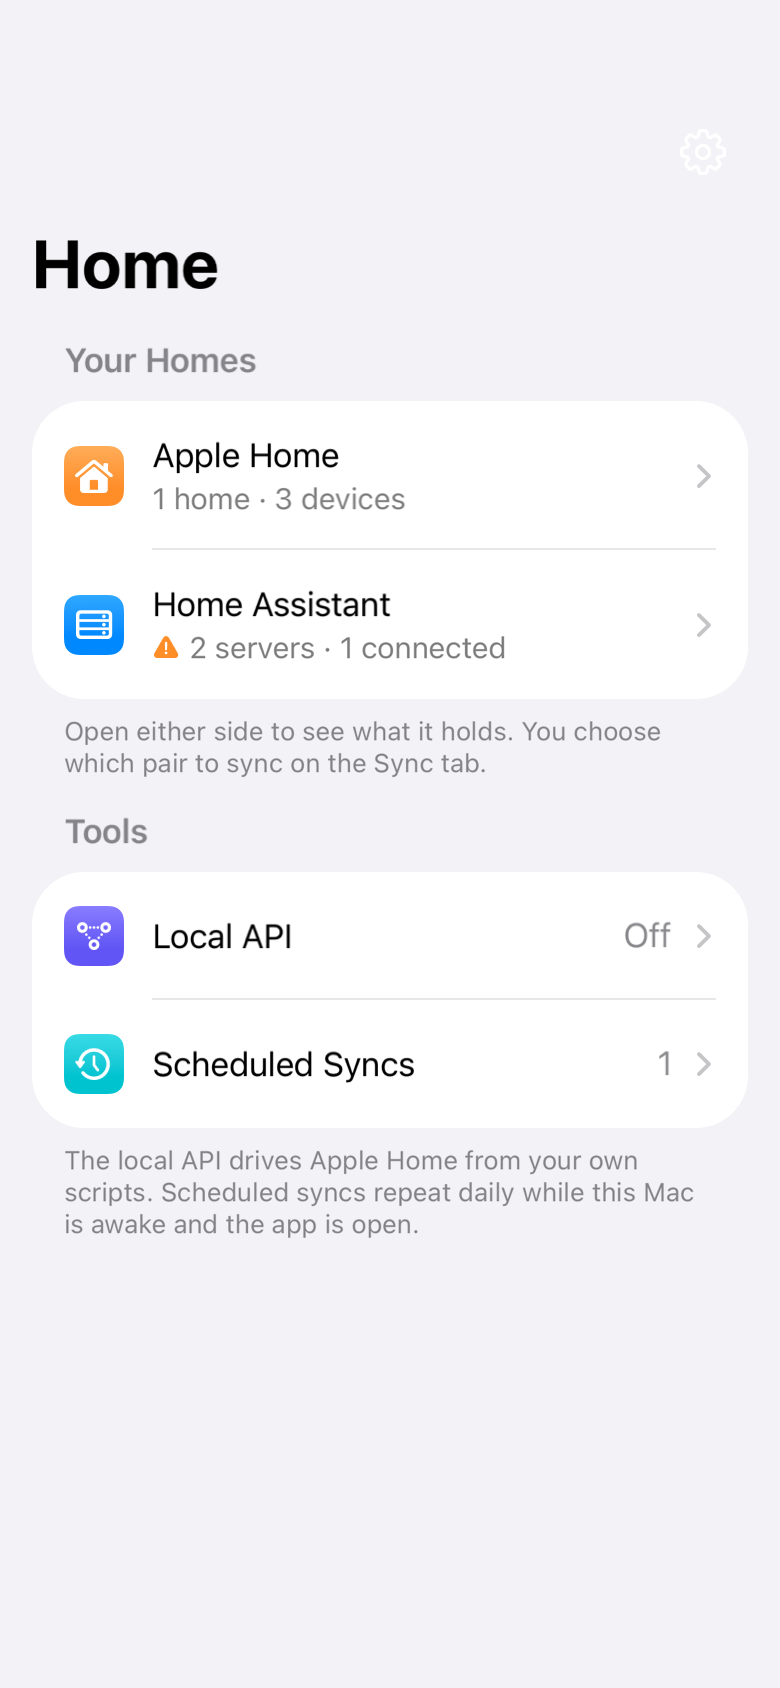 Home
Your Homes
Apple Home
1 home · 3 devices
Home Assistant
2 servers · 1 connected
Open either side to see what it holds. You choose
which pair to sync on the Sync tab.
Tools
Local API
Off
Scheduled Syncs
1
The local API drives Apple Home from your own
scripts. Scheduled syncs repeat daily while this Mac
is awake and the app is open.